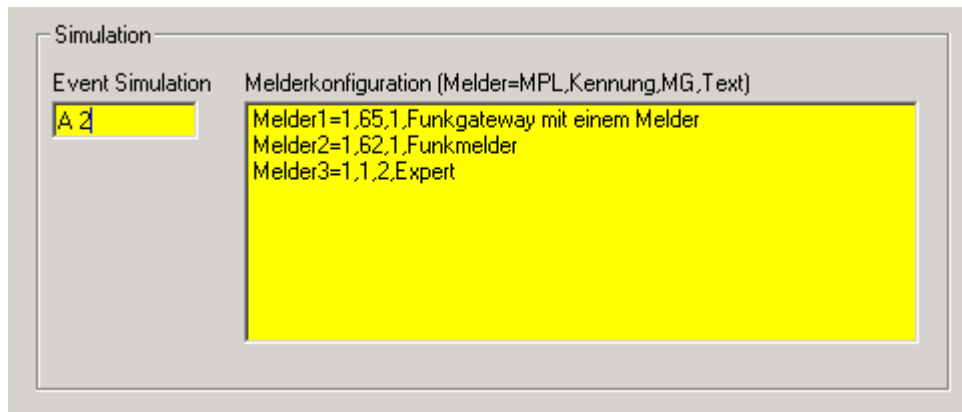 Simulation
Event Simulation
Melderkonfiguration (Melder=MPL,Kennung,MG,Text)
A 2
Melder1=1,65,1,Funkgateway mit einem Melder
Melder2=1,62,1,Funkmelder
Melder3=1,1,2,Expert